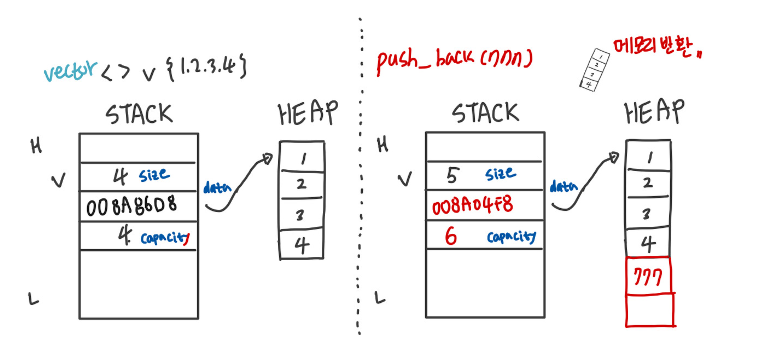 vector <> v {1.2.3.4}
STACK
HEAP
H
V
4 size
008A86D8
data
4 capacity
L
1
2
3
4
push_back(777)
1
2
3
4
메모리 반환.
STACK
HEAP
H
V
5 size
008AD4F8
data
6 capacity
L
1
2
3
4
777